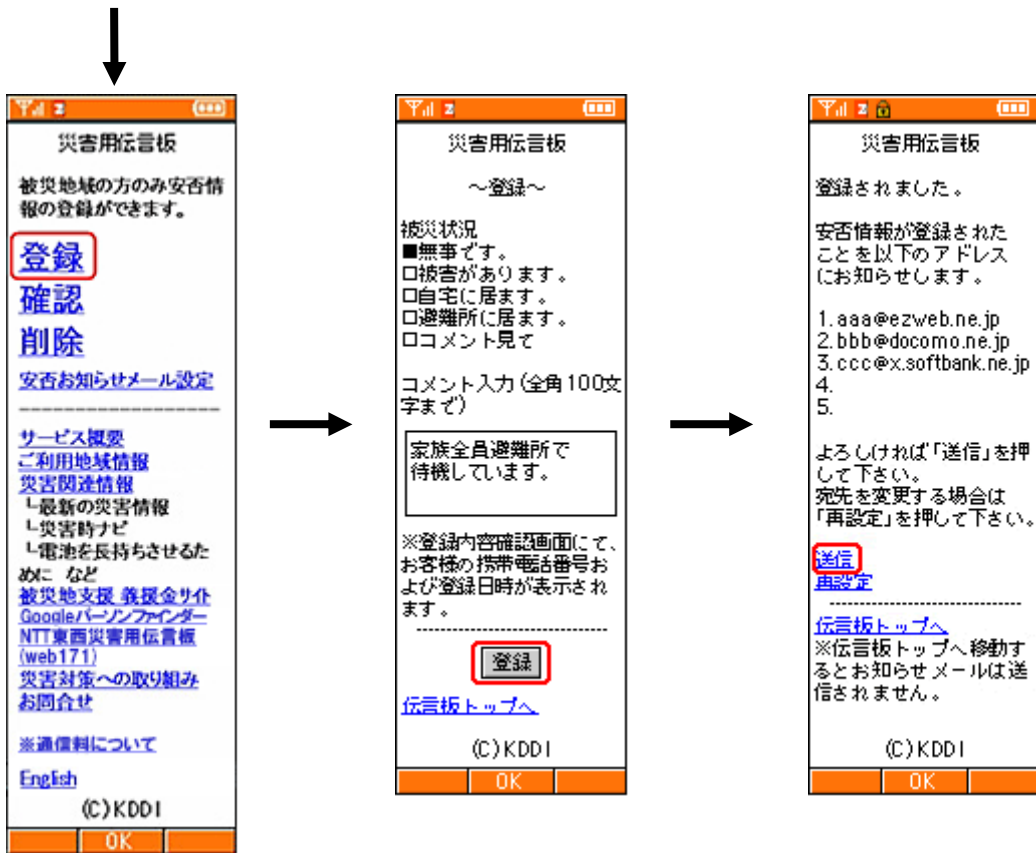 災害用伝言板
被災地域の方のみ安否情
報の登録ができます。
登録
確認
削除
安否お知らせメール設定
--------------------
サービス概要
ご利用地域情報
災害関連情報
└最新の災害情報
└災害時ナビ
└電池を長持ちさせるた
めに など
被災地支援 義援金サイト
Googleパーソンファインダー
NTT東西災害用伝言板
(web171)
災害対策への取り組み
お問合せ
※通信料について
English
(C)KDDI
OK
災害用伝言板
～登録～
被災状況
■無事です。
□被害があります。
□自宅に居ます。
□避難所に居ます。
□コメント見て
コメント入力(全角100文
字まで)
家族全員避難所で
待機しています。
※登録内容確認画面にて、
お客様の携帯電話番号お
よび登録日時が表示され
ます。
--------------------
登録
伝言板トップへ
(C)KDDI
OK
災害用伝言板
登録されました。
安否情報が登録された
ことを以下のアドレス
にお知らせします。
1.aaa@ezweb.ne.jp
2.bbb@docomo.ne.jp
3.ccc@x.softbank.ne.jp
4.
5.
よろしければ「送信」を押
して下さい。
宛先を変更する場合は
「再設定」を押して下さい。
送信
再設定
--------------------
伝言板トップへ
※伝言板トップへ移動す
るとお知らせメールは送
信されません。
(C)KDDI
OK